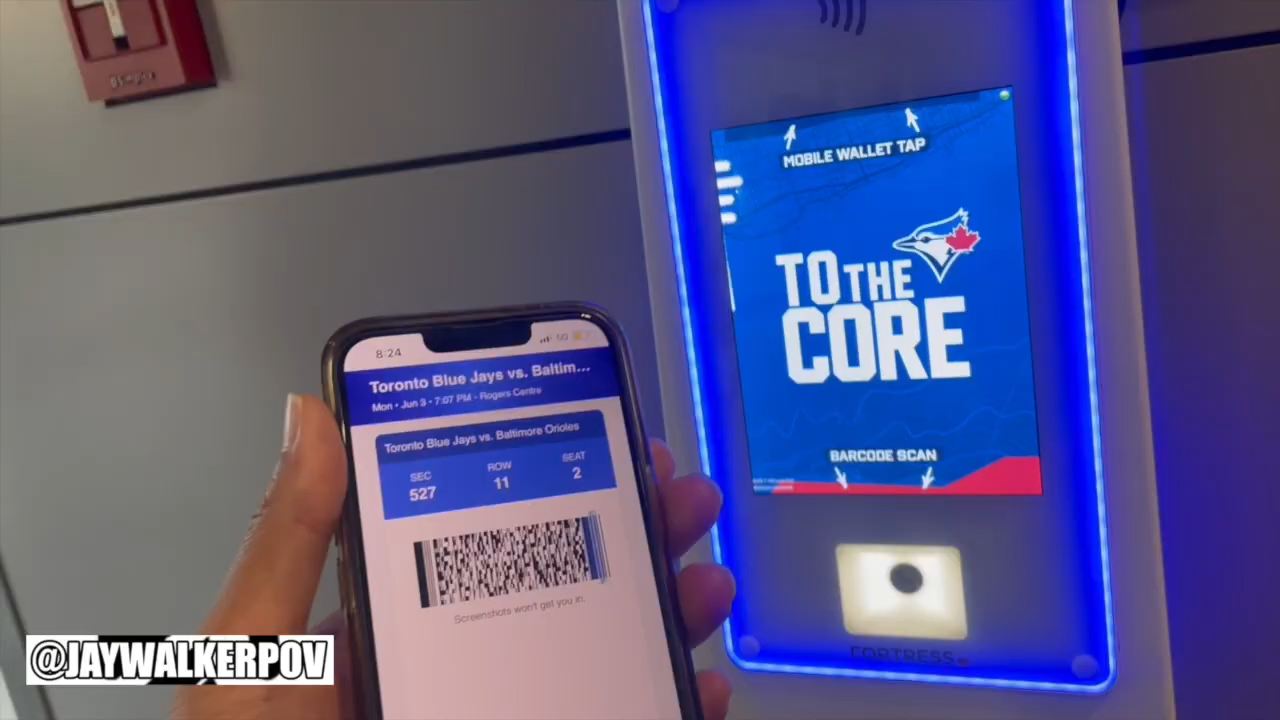 MOBILE WALLET TAP
TO THE
CORE
BARCODE SCAN
FORTRESS
8:24
5G
Toronto Blue Jays vs. Baltim...
Mon • Jun 3 • 7:07 PM - Rogers Centre
Toronto Blue Jays vs. Baltimore Orioles
SEC
ROW
SEAT
527
11
2
Screenshots won't get you in.
@JAYWALKERPOV